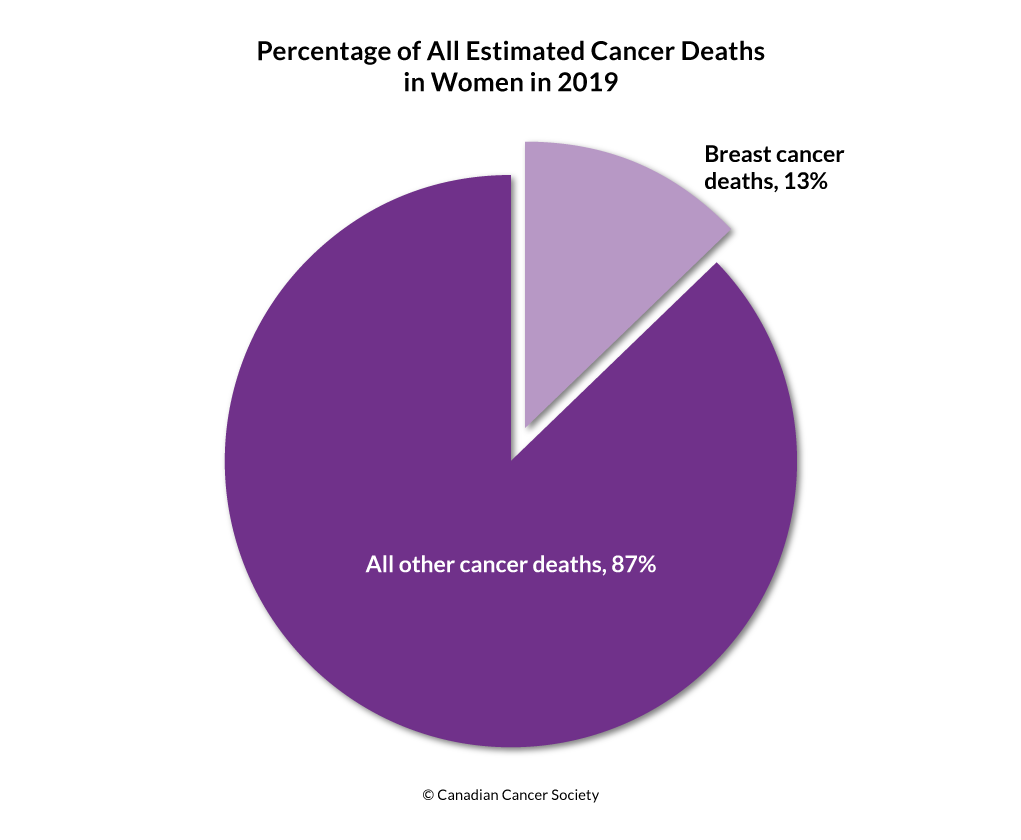 Percentage of All Estimated Cancer Deaths
in Women in 2019
Breast cancer
deaths, 13%
All other cancer deaths, 87%
© Canadian Cancer Society